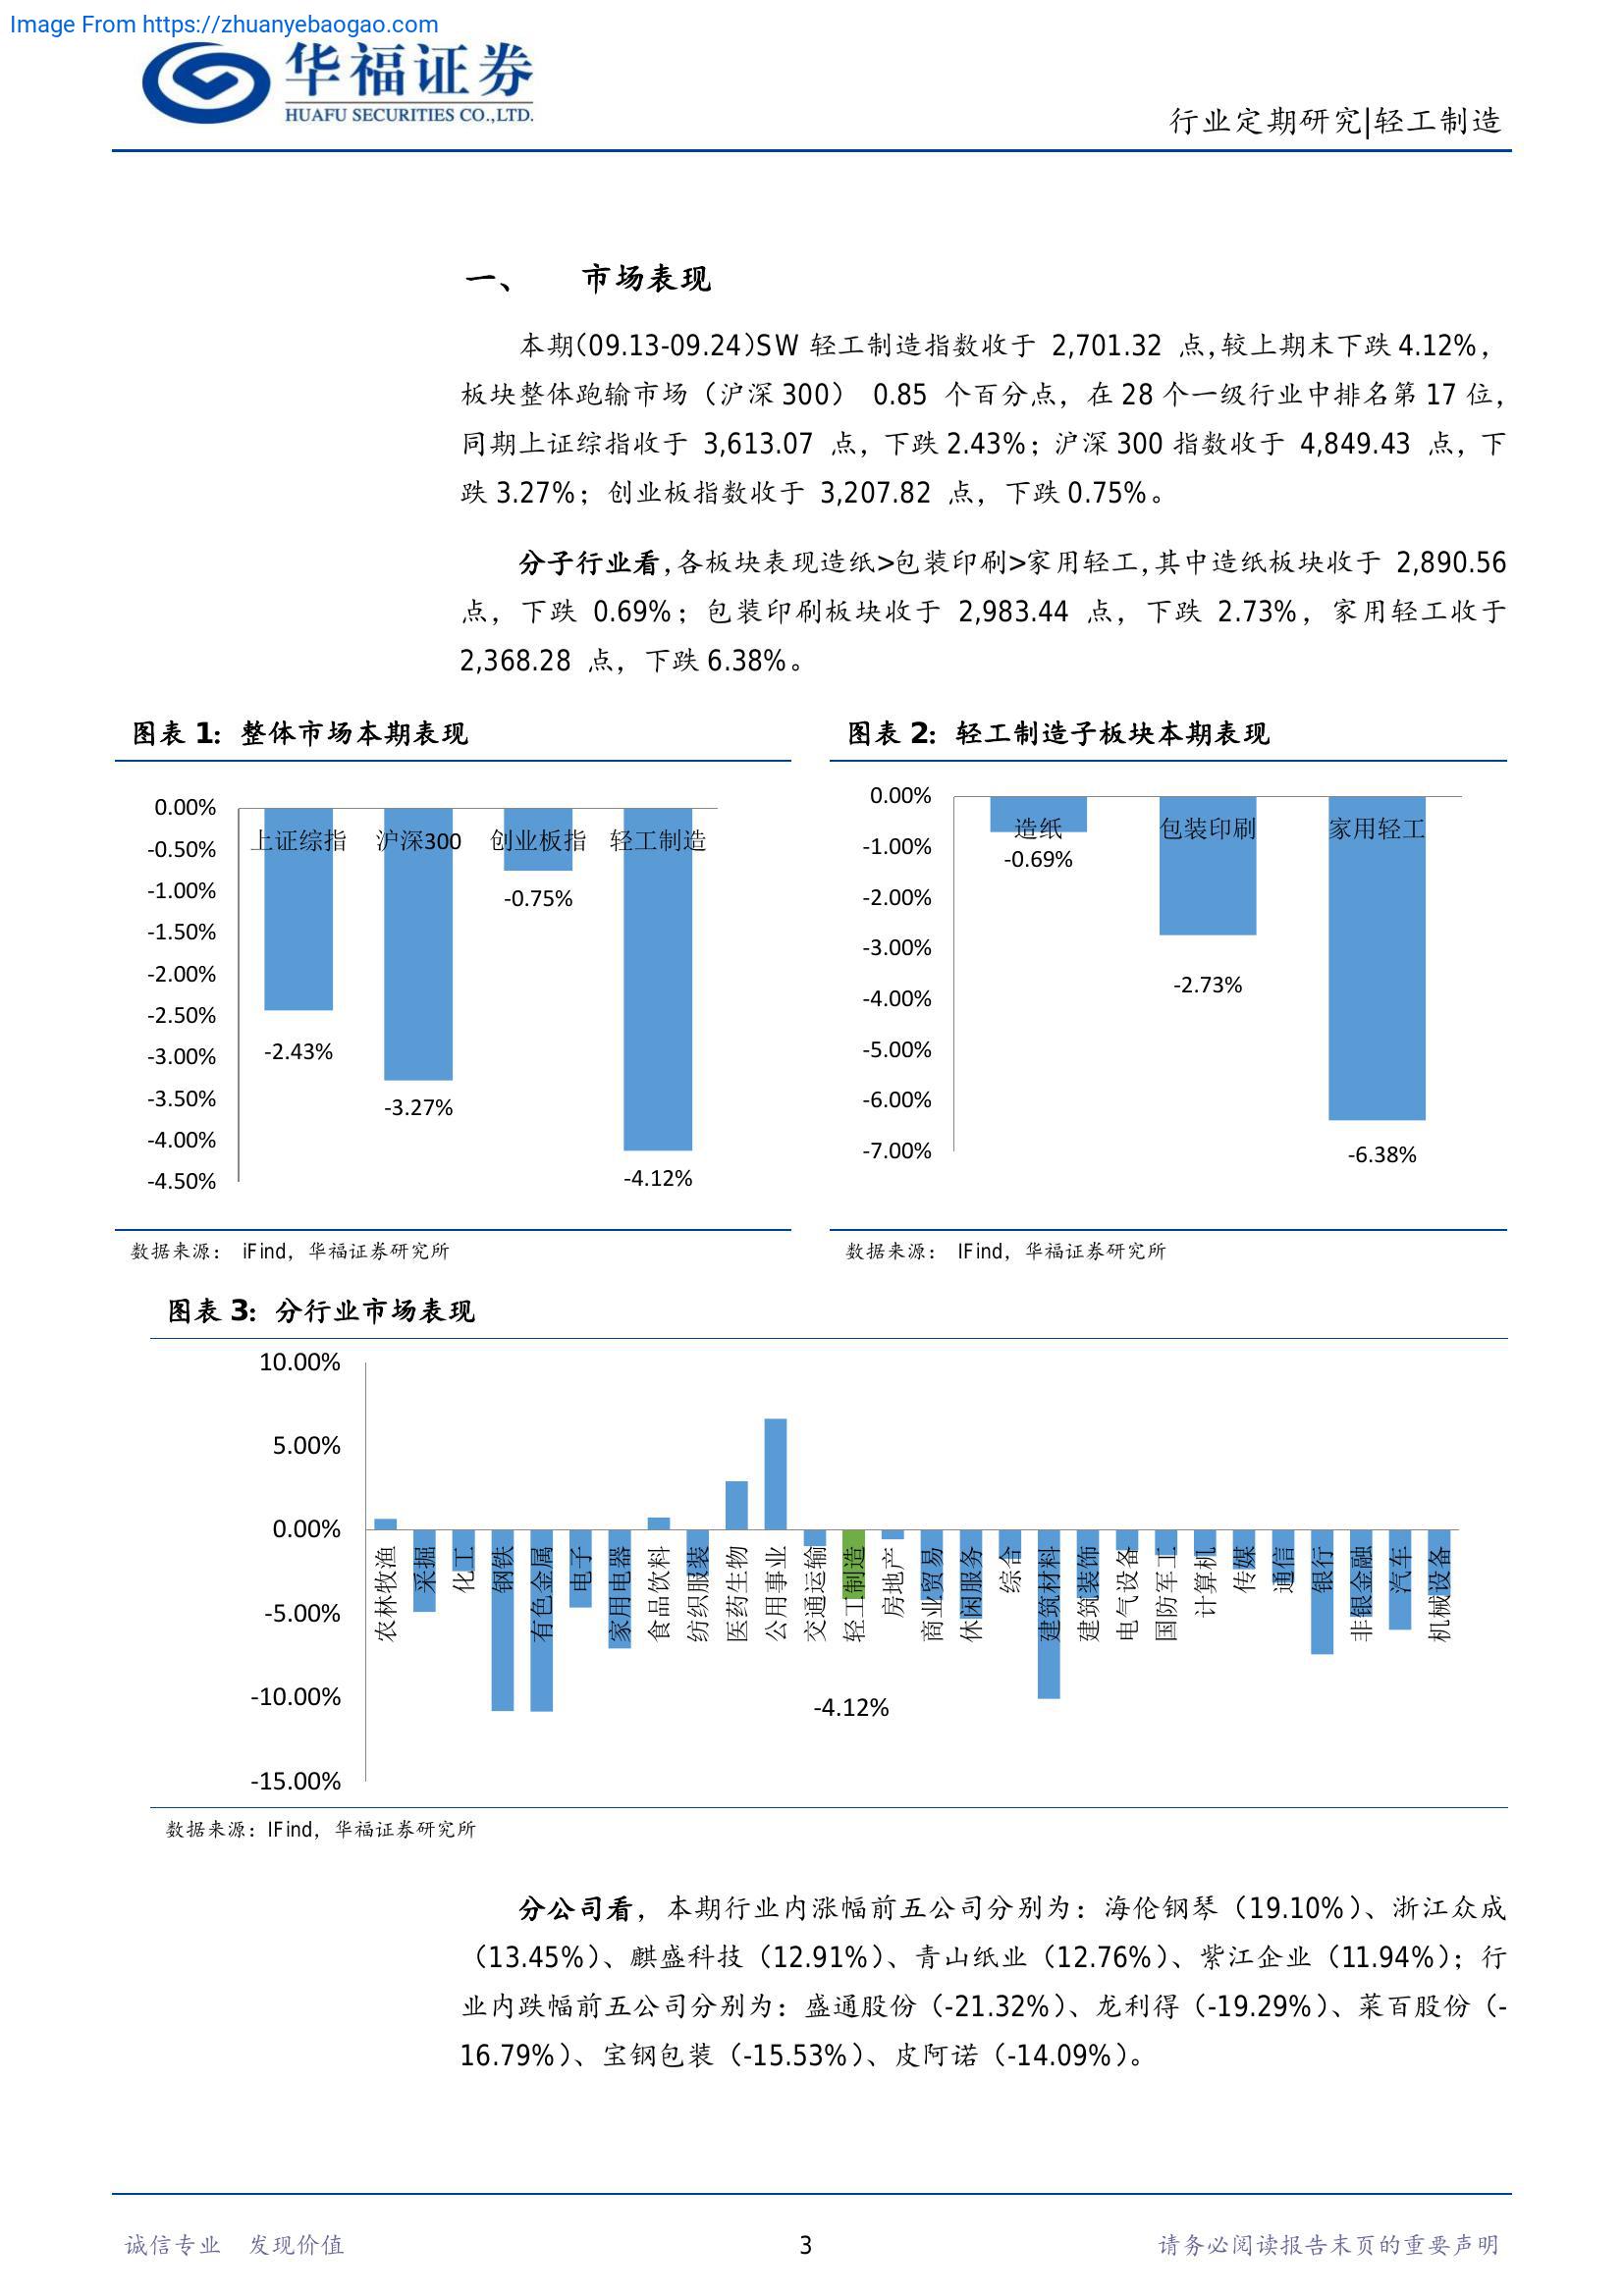 Image From https://zhuanyebaogao.com
华福证券
HUAFU SECURITIES CO.,LTD.
行业定期研究|轻工制造
一、 市场表现
本期(09.13-09.24)SW 轻工制造指数收于 2,701.32 点,较上期末下跌 4.12%，
板块整体跑输市场（沪深 300） 0.85 个百分点，在 28 个一级行业中排名第 17 位，
同期上证综指收于 3,613.07 点，下跌 2.43%；沪深 300 指数收于 4,849.43 点，下
跌 3.27%；创业板指数收于 3,207.82 点，下跌 0.75%。
分子行业看,各板块表现造纸>包装印刷>家用轻工,其中造纸板块收于 2,890.56
点，下跌 0.69%；包装印刷板块收于 2,983.44 点，下跌 2.73%，家用轻工收于
2,368.28 点，下跌 6.38%。
图表 1：整体市场本期表现
0.00%
-0.50%
-1.00%
-1.50%
-2.00%
-2.50%
-3.00%
-3.50%
-4.00%
-4.50%
上证综指 沪深300 创业板指 轻工制造
-2.43%
-3.27%
-0.75%
-4.12%
数据来源： iFind，华福证券研究所
图表 2：轻工制造子板块本期表现
0.00%
-1.00%
-2.00%
-3.00%
-4.00%
-5.00%
-6.00%
-7.00%
造纸 包装印刷 家用轻工
-0.69%
-2.73%
-6.38%
数据来源： IFind，华福证券研究所
图表 3：分行业市场表现
10.00%
5.00%
0.00%
-5.00%
-10.00%
-15.00%
农林牧渔
采掘
化工
钢铁
有色金属
电子
家用电器
食品饮料
纺织服装
医药生物
公用事业
交通运输
轻工制造
房地产
商业贸易
休闲服务
综合
建筑材料
建筑装饰
电气设备
国防军工
计算机
传媒
通信
银行
非银金融
汽车
机械设备
-4.12%
数据来源：IFind，华福证券研究所
分公司看，本期行业内涨幅前五公司分别为：海伦钢琴（19.10%）、浙江众成
（13.45%）、麒盛科技（12.91%）、青山纸业（12.76%）、紫江企业（11.94%）；行
业内跌幅前五公司分别为：盛通股份（-21.32%）、龙利得（-19.29%）、菜百股份（-
16.79%）、宝钢包装（-15.53%）、皮阿诺（-14.09%）。
诚信专业 发现价值
3
请务必阅读报告末页的重要声明